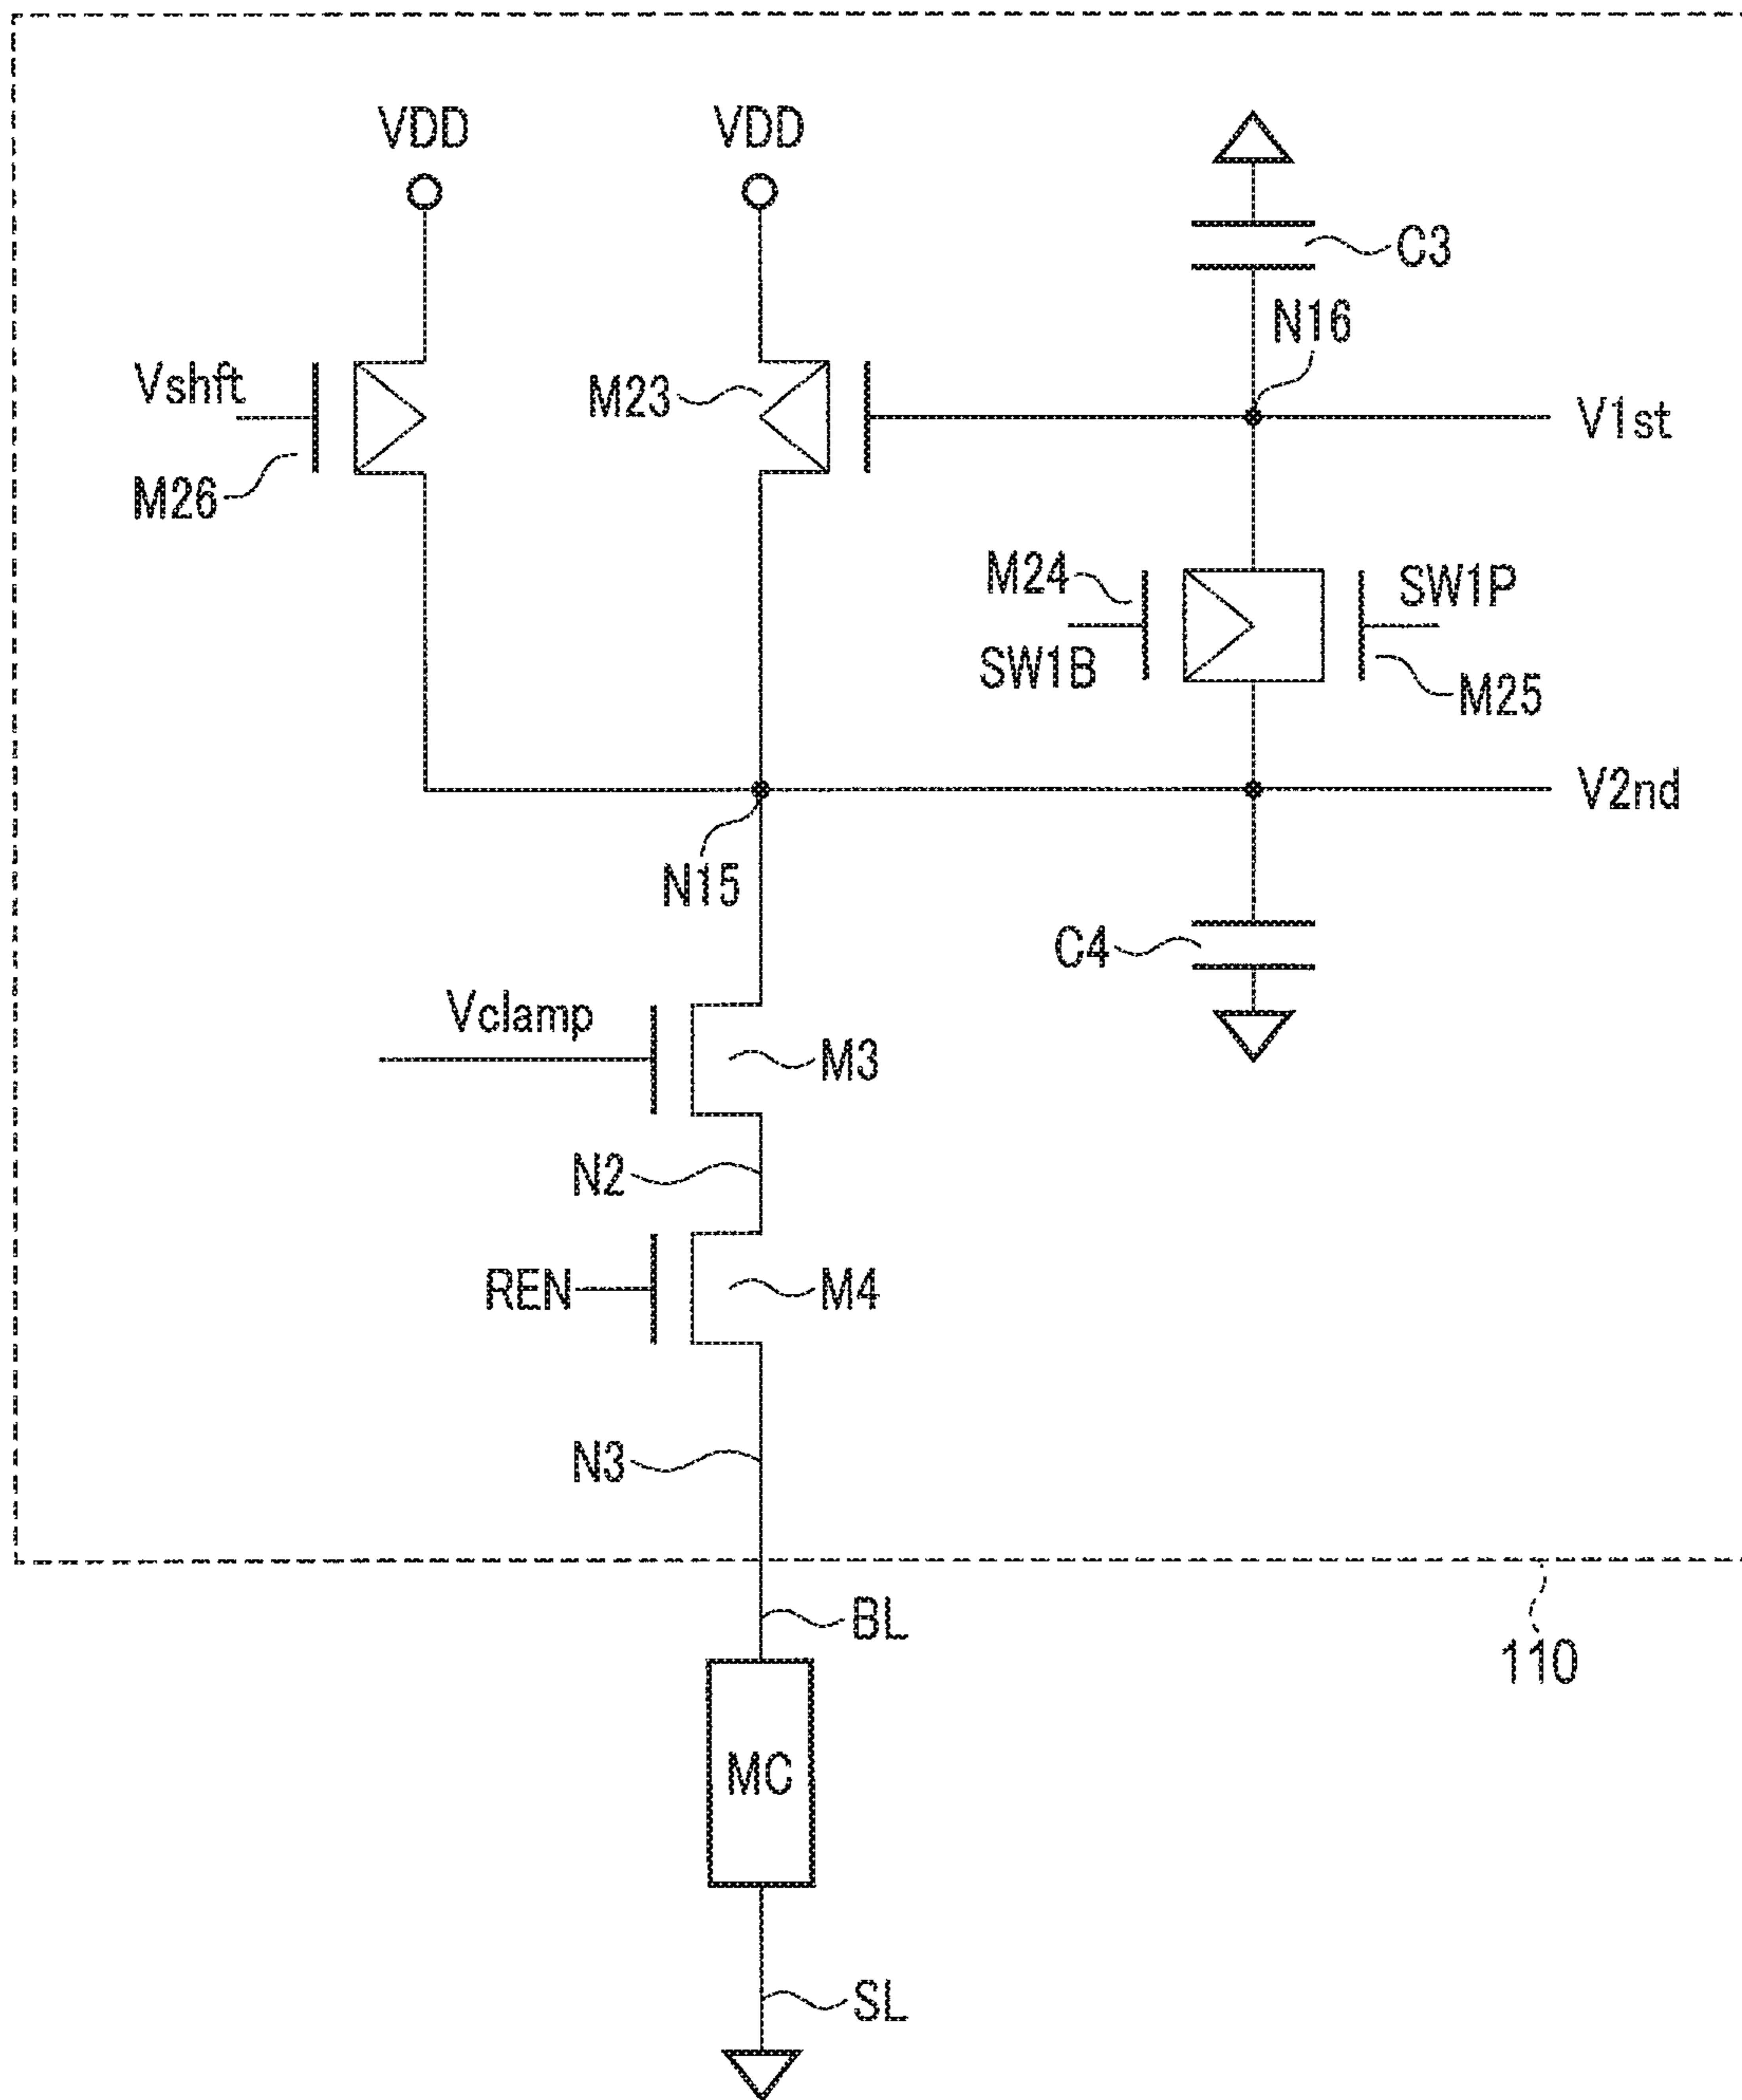 VDD
VDD
C3
N16
Vshft
M23
V1st
M26
M24
SW1P
SW1B
M25
V2nd
N15
C4
Vclamp
M3
N2
REN
M4
N3
BL
110
MC
SL